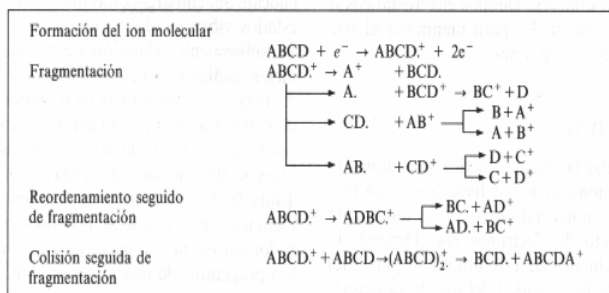 Formación del ion molecular
ABCD + e⁻ → ABCD.⁺ + 2e⁻
Fragmentación ABCD.⁺ → A⁺ + BCD.
A. + BCD⁺ → BC⁺ + D
B + A⁺
CD. + AB⁺
A + B⁺
D + C⁺
AB. + CD⁺
C + D⁺
Reordenamiento seguido
BC. + AD⁺
de fragmentación ABCD.⁺ → ADBC.⁺
AD. + BC⁺
Colisión seguida de ABCD.⁺ + ABCD → (ABCD)₂.⁺ → BCD. + ABCDA⁺
fragmentación